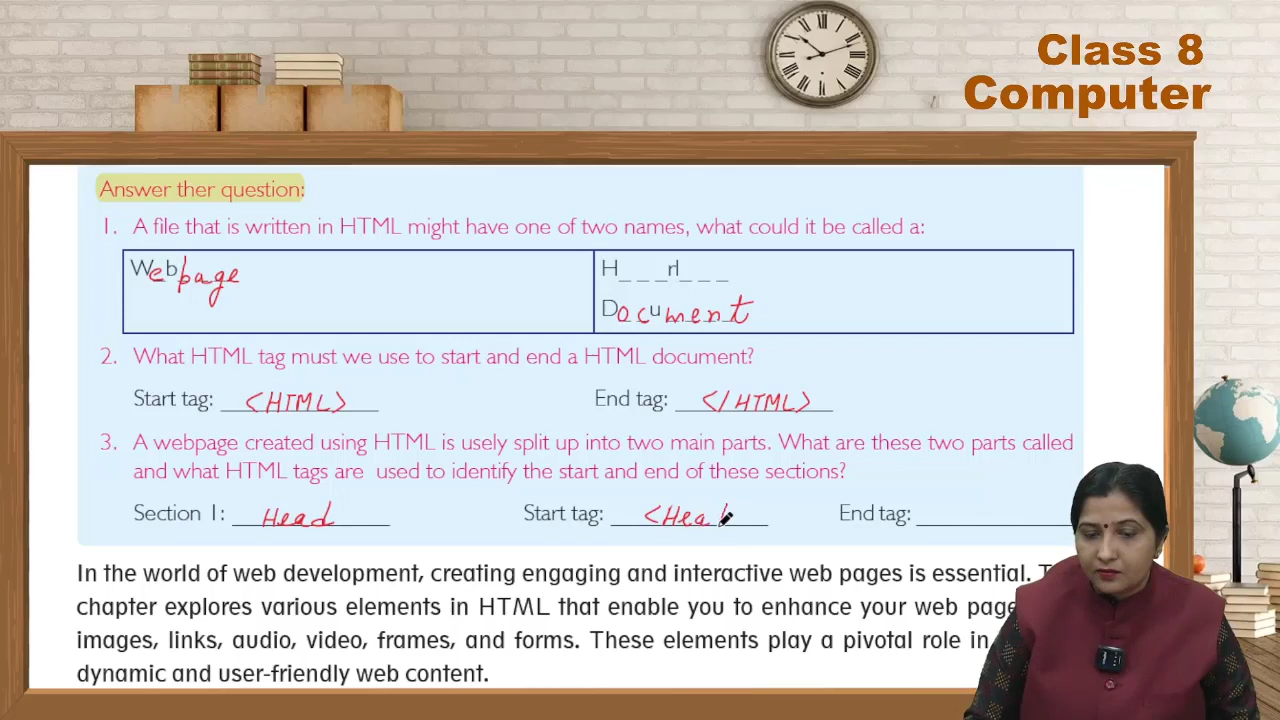 Class 8
Computer
Answer ther question:
1. A file that is written in HTML might have one of two names, what could it be called a:
Webpage
H_ _ _rl_ _ _
Document
2. What HTML tag must we use to start and end a HTML document?
Start tag: <HTML> End tag: </HTML>
3. A webpage created using HTML is usely split up into two main parts. What are these two parts called
and what HTML tags are used to identify the start and end of these sections?
Section 1: Head Start tag: <Hea End tag:
In the world of web development, creating engaging and interactive web pages is essential.
chapter explores various elements in HTML that enable you to enhance your web page
images, links, audio, video, frames, and forms. These elements play a pivotal role in
dynamic and user-friendly web content.